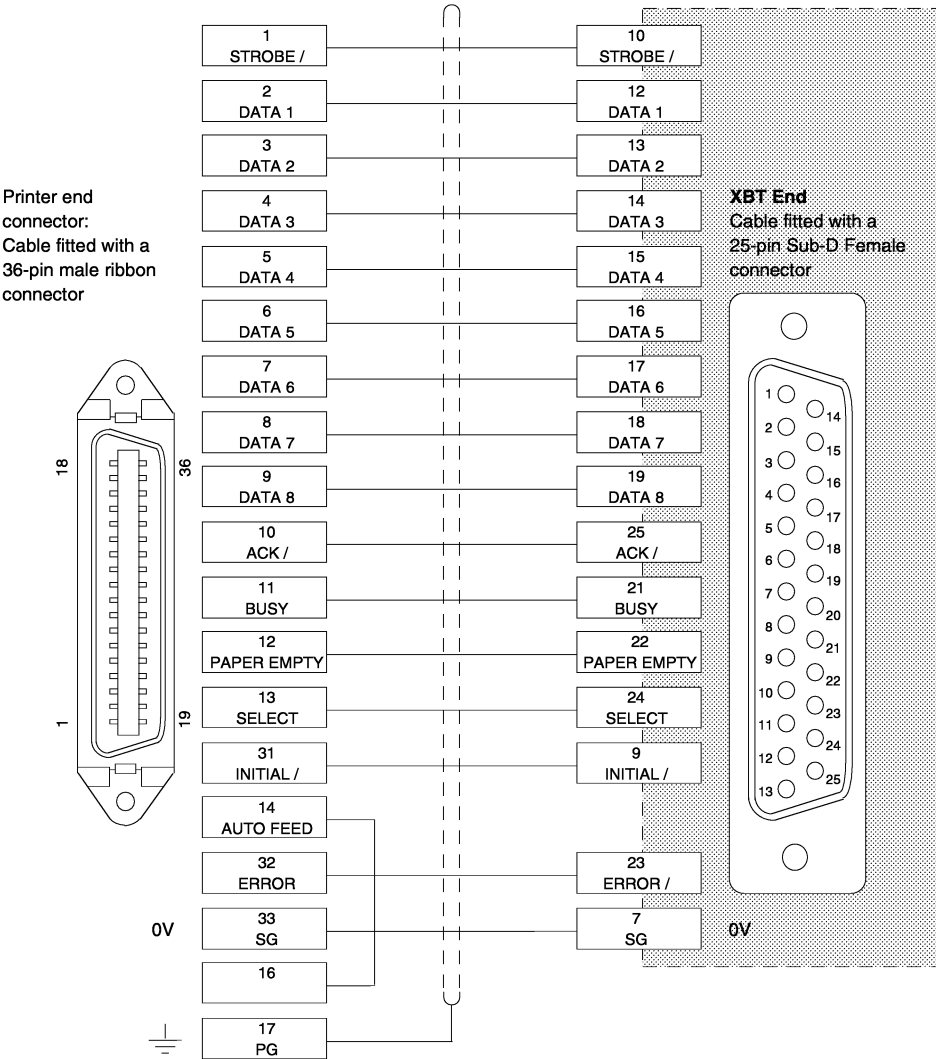 1
STROBE /
10
STROBE /
2
DATA 1
12
DATA 1
3
DATA 2
13
DATA 2
Printer end
connector:
Cable fitted with a
36-pin male ribbon
connector
4
DATA 3
14
DATA 3
XBT End
Cable fitted with a
25-pin Sub-D Female
connector
5
DATA 4
15
DATA 4
6
DATA 5
16
DATA 5
7
DATA 6
17
DATA 6
8
DATA 7
18
DATA 7
9
DATA 8
19
DATA 8
10
ACK /
25
ACK /
11
BUSY
21
BUSY
12
PAPER EMPTY
22
PAPER EMPTY
13
SELECT
24
SELECT
31
INITIAL /
9
INITIAL /
14
AUTO FEED
32
ERROR
23
ERROR /
0V
33
SG
7
SG
0V
16
17
PG
18
36
1
19
1
14
2
15
3
16
4
17
5
18
6
19
7
20
8
21
9
22
10
23
11
24
12
25
13